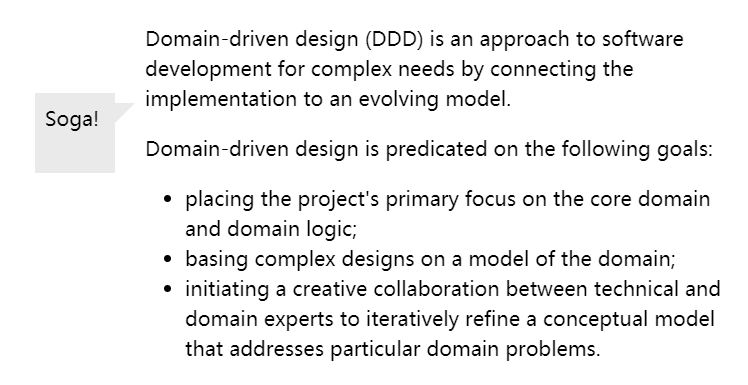 Domain-driven design (DDD) is an approach to software
development for complex needs by connecting the
implementation to an evolving model.
Soga!
Domain-driven design is predicated on the following goals:
• placing the project's primary focus on the core domain
and domain logic;
• basing complex designs on a model of the domain;
• initiating a creative collaboration between technical and
domain experts to iteratively refine a conceptual model
that addresses particular domain problems.